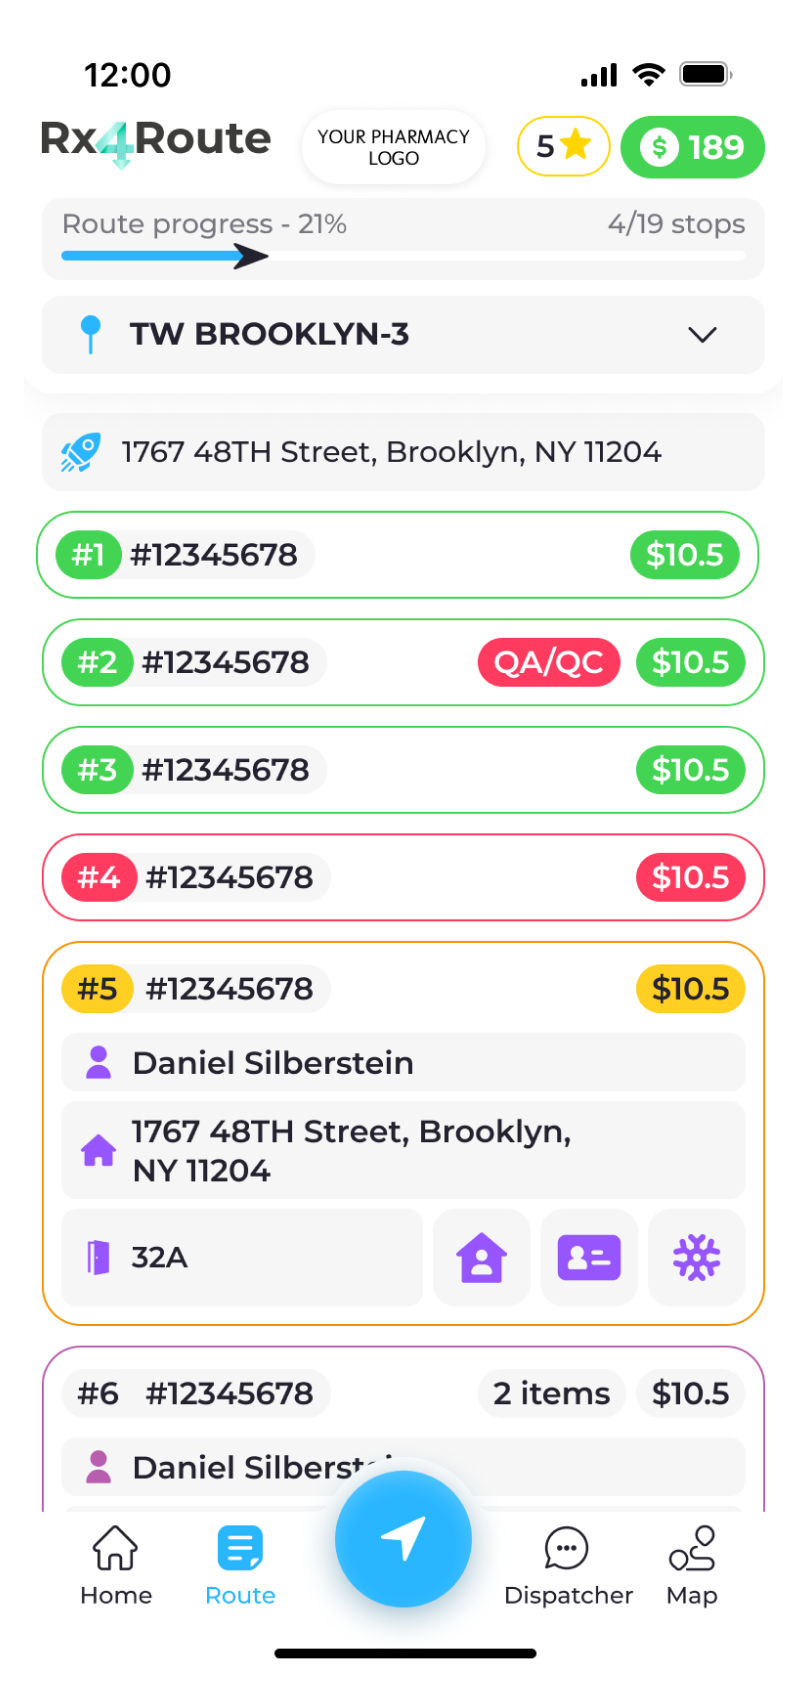 12:00
Rx4Route
YOUR PHARMACY
LOGO
5
$ 189
Route progress - 21%
4/19 stops
TW BROOKLYN-3
1767 48TH Street, Brooklyn, NY 11204
#1 #12345678 $10.5
#2 #12345678 QA/QC $10.5
#3 #12345678 $10.5
#4 #12345678 $10.5
#5 #12345678 $10.5
Daniel Silberstein
1767 48TH Street, Brooklyn,
NY 11204
32A
#6 #12345678 2 items $10.5
Daniel
Home
Route
Dispatcher
Map